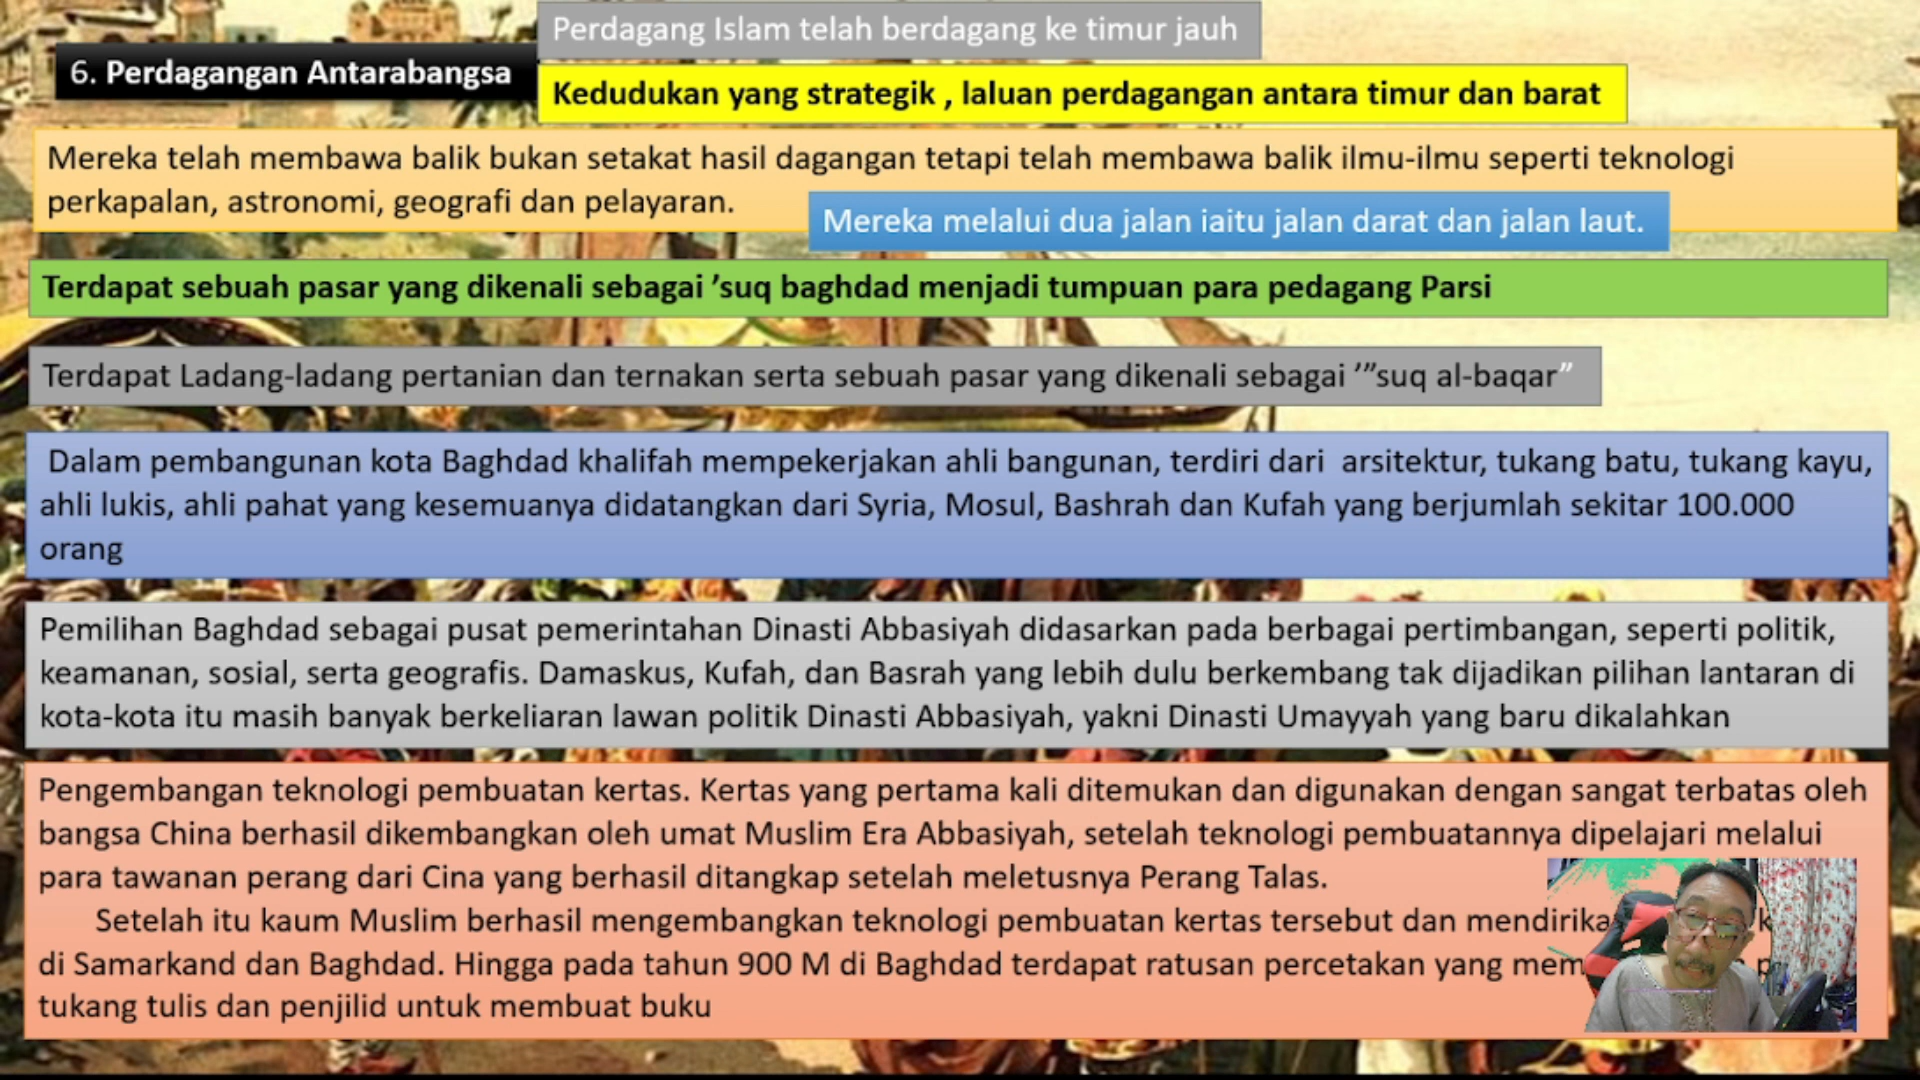 Perdagang Islam telah berdagang ke timur jauh
6. Perdagangan Antarabangsa
Kedudukan yang strategik , laluan perdagangan antara timur dan barat
Mereka telah membawa balik bukan setakat hasil dagangan tetapi telah membawa balik ilmu-ilmu seperti teknologi
perkapalan, astronomi, geografi dan pelayaran.
Mereka melalui dua jalan iaitu jalan darat dan jalan laut.
Terdapat sebuah pasar yang dikenali sebagai ’suq baghdad menjadi tumpuan para pedagang Parsi
Terdapat Ladang-ladang pertanian dan ternakan serta sebuah pasar yang dikenali sebagai ’”suq al-baqar”
Dalam pembangunan kota Baghdad khalifah mempekerjakan ahli bangunan, terdiri dari arsitektur, tukang batu, tukang kayu,
ahli lukis, ahli pahat yang kesemuanya didatangkan dari Syria, Mosul, Bashrah dan Kufah yang berjumlah sekitar 100.000
orang
Pemilihan Baghdad sebagai pusat pemerintahan Dinasti Abbasiyah didasarkan pada berbagai pertimbangan, seperti politik,
keamanan, sosial, serta geografis. Damaskus, Kufah, dan Basrah yang lebih dulu berkembang tak dijadikan pilihan lantaran di
kota-kota itu masih banyak berkeliaran lawan politik Dinasti Abbasiyah, yakni Dinasti Umayyah yang baru dikalahkan
Pengembangan teknologi pembuatan kertas. Kertas yang pertama kali ditemukan dan digunakan dengan sangat terbatas oleh
bangsa China berhasil dikembangkan oleh umat Muslim Era Abbasiyah, setelah teknologi pembuatannya dipelajari melalui
para tawanan perang dari Cina yang berhasil ditangkap setelah meletusnya Perang Talas.
Setelah itu kaum Muslim berhasil mengembangkan teknologi pembuatan kertas tersebut dan
di Samarkand dan Baghdad. Hingga pada tahun 900 M di Baghdad terdapat ratusan percetakan yang
tukang tulis dan penjilid untuk membuat buku